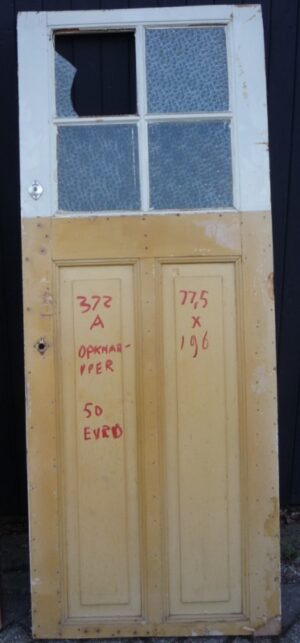 372
A
OPKNAP-
PER
50
EURO
77,5
X
196